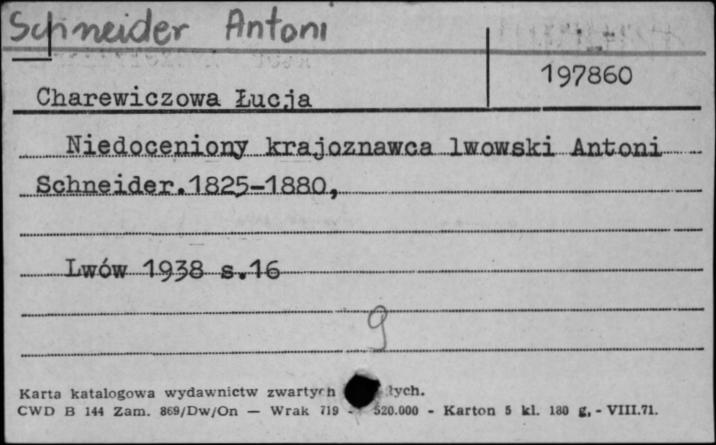 Schneider Antoni
197860
Charewiczowa Łucja
Niedoceniony krajoznawca lwowski Antoni
Schneider.1825-1880,
Lwów 1938 s.16
g
Karta katalogowa wydawnictw zwartych
CWD B 144 Zam. 869/Dw/On — Wrak 719 - 520.000 - Karton 5 kl. 180 g, - VIII.71.